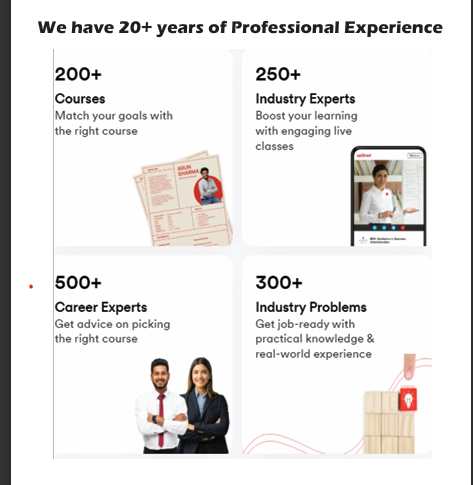 We have 20+ years of Professional Experience
200+
Courses
Match your goals with
the right course
ARUN
SHARMA
250+
Industry Experts
Boost your learning
with engaging live
classes
500+
Career Experts
Get advice on picking
the right course
300+
Industry Problems
Get job-ready with
practical knowledge &
real-world experience